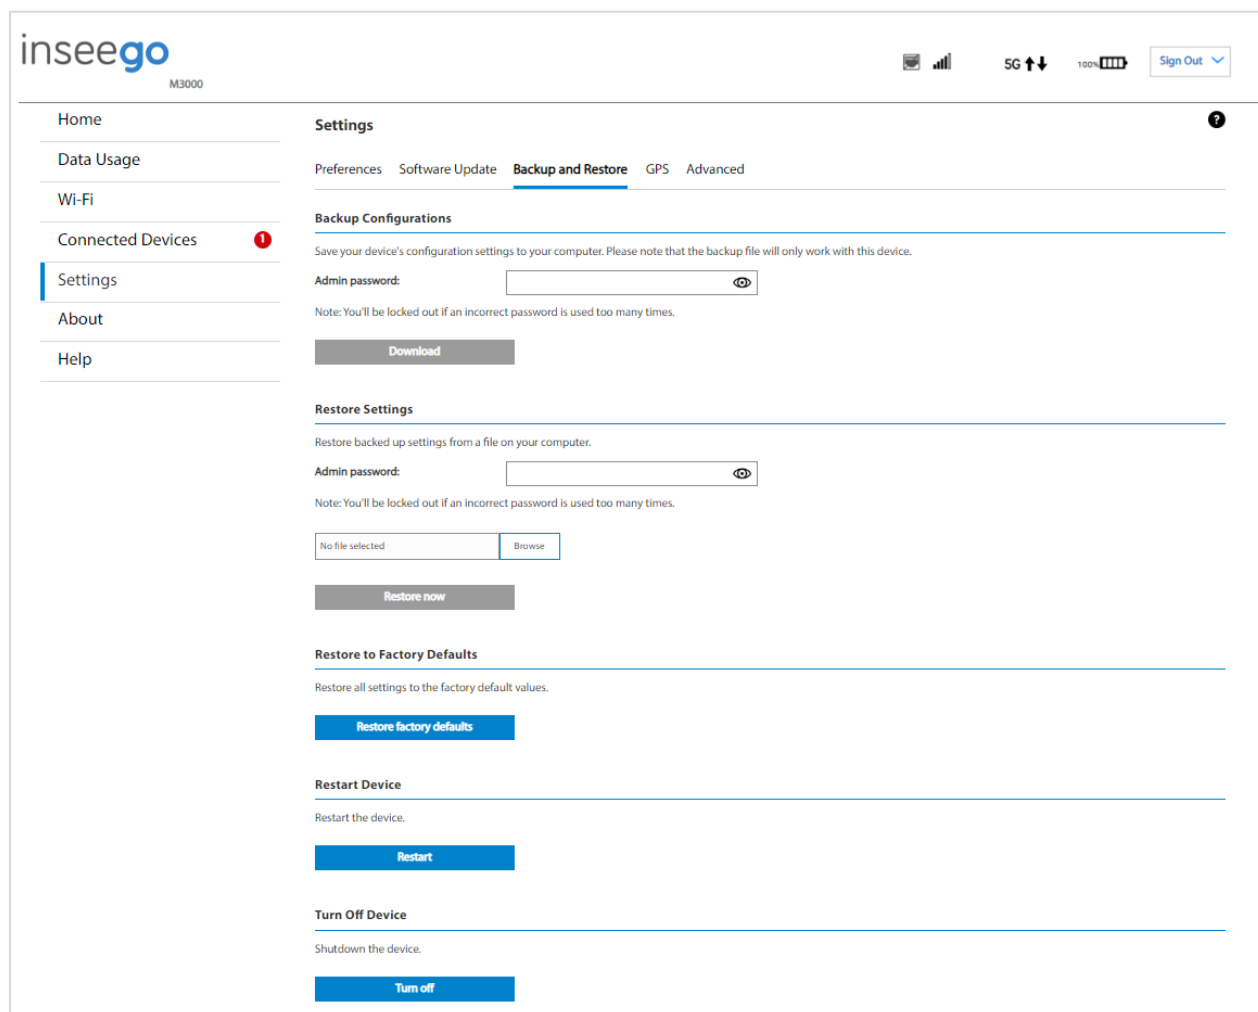 inseego
M3000
5G
100%
Sign Out
Home
Data Usage
Wi-Fi
Connected Devices
1
Settings
About
Help
Settings
?
Preferences Software Update Backup and Restore GPS Advanced
Backup Configurations
Save your device's configuration settings to your computer. Please note that the backup file will only work with this device.
Admin password:
Note: You'll be locked out if an incorrect password is used too many times.
Download
Restore Settings
Restore backed up settings from a file on your computer.
Admin password:
Note: You'll be locked out if an incorrect password is used too many times.
No file selected
Browse
Restore now
Restore to Factory Defaults
Restore all settings to the factory default values.
Restore factory defaults
Restart Device
Restart the device.
Restart
Turn Off Device
Shutdown the device.
Turn off